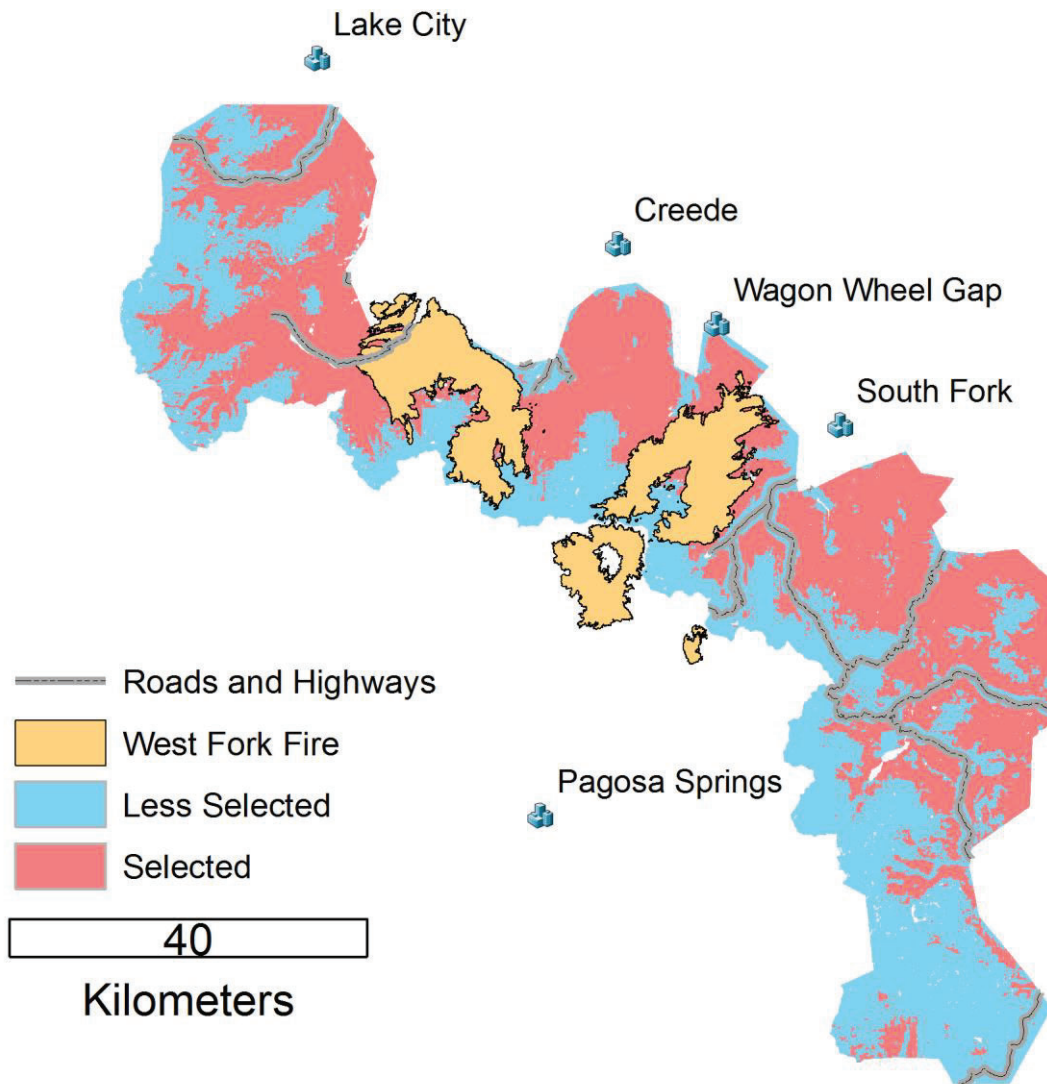 Lake City
Creede
Wagon Wheel Gap
South Fork
Roads and Highways
West Fork Fire
Pagosa Springs
Less Selected
Selected
40
Kilometers